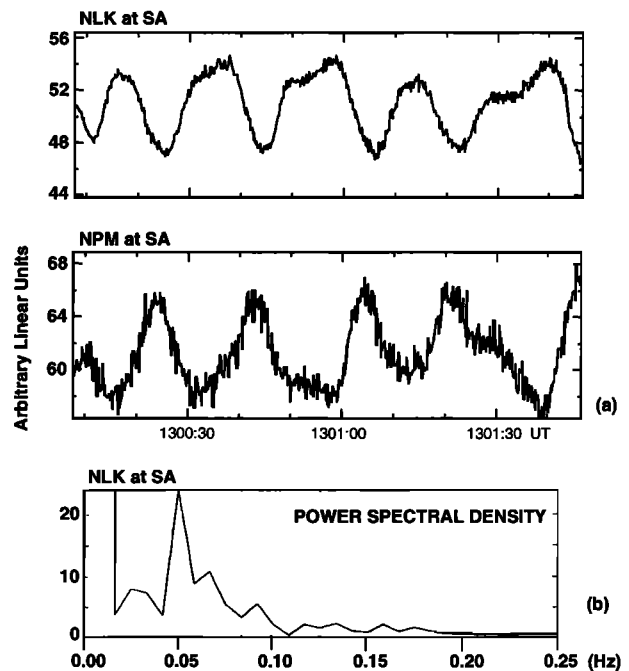 NLK at SA
56
52
48
44
NPM at SA
68
64
60
Arbitrary Linear Units
(a)
1300:30 1301:00 1301:30 UT
NLK at SA
POWER SPECTRAL DENSITY
20
10
0
(b)
0.00 0.05 0.10 0.15 0.20 0.25 (Hz)